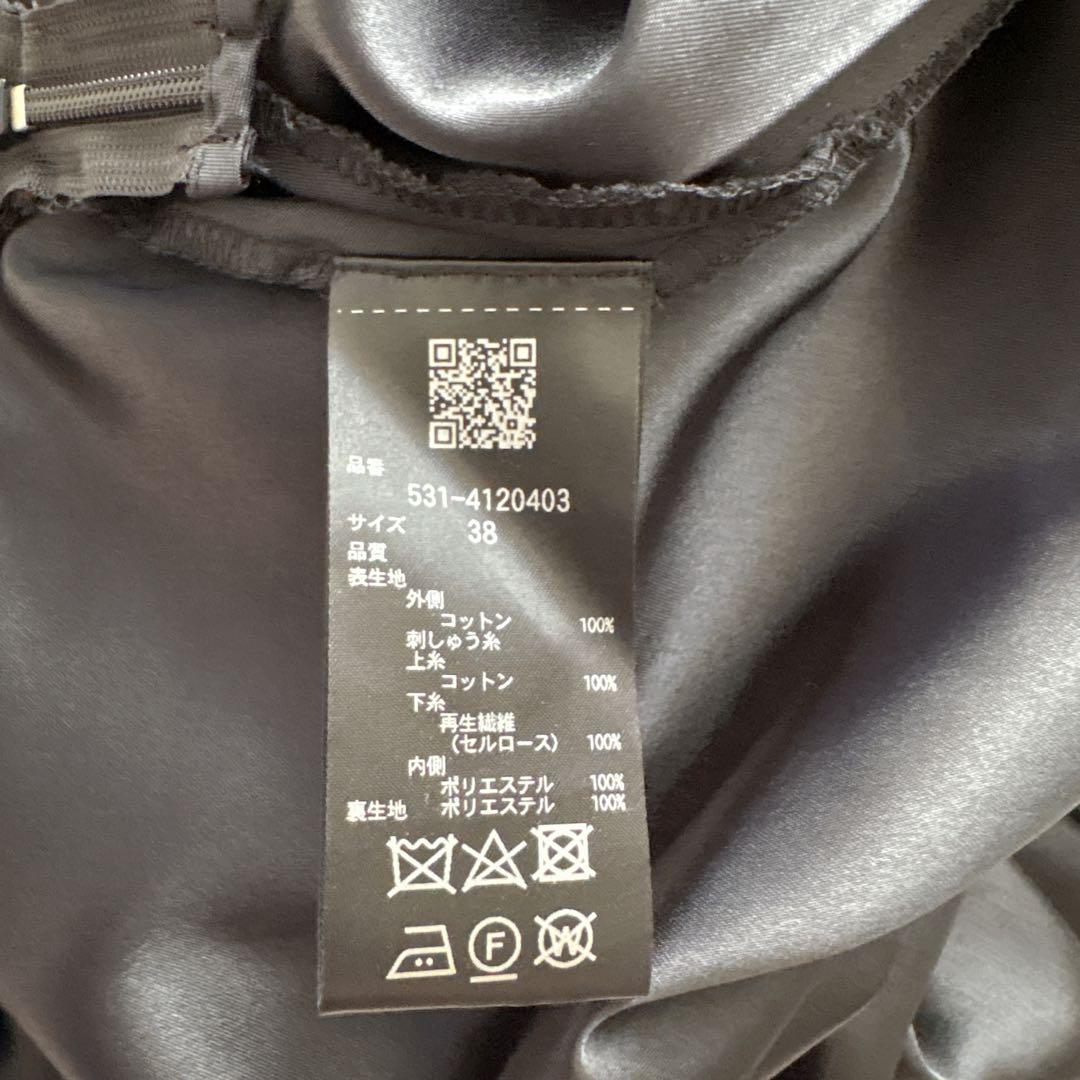 品番
531-4120403
サイズ 38
品質
表生地
外側
コットン 100%
刺しゅう糸
上糸
コットン 100%
下糸
再生繊維
(セルロース) 100%
内側
ポリエステル 100%
裏生地 ポリエステル 100%
F W